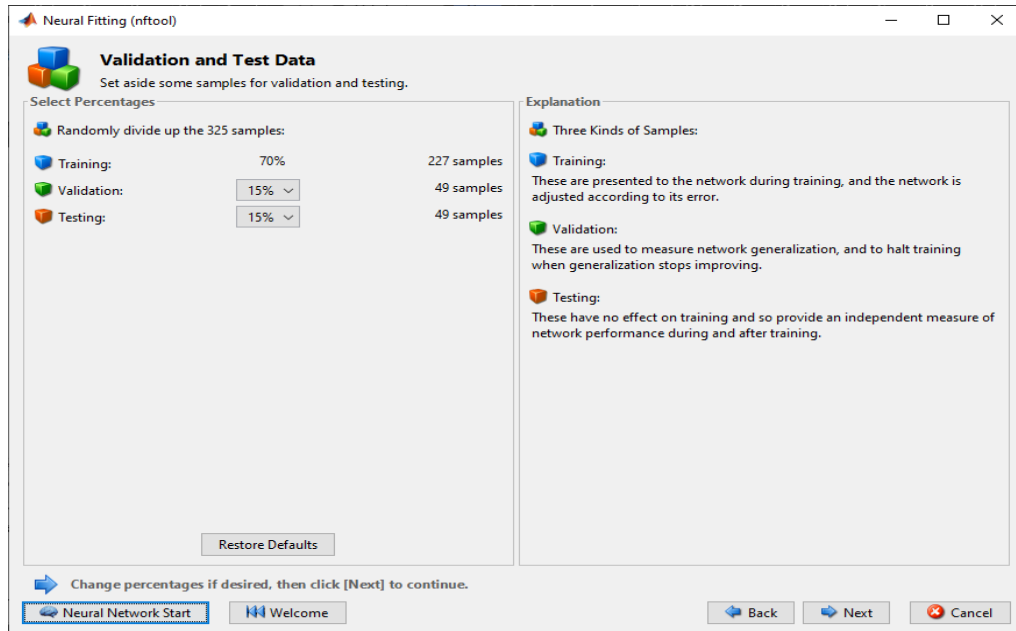 Neural Fitting (nftool)
Validation and Test Data
Set aside some samples for validation and testing.
Select Percentages
Randomly divide up the 325 samples:
Training: 70% 227 samples
Validation: 15% 49 samples
Testing: 15% 49 samples
Restore Defaults
Explanation
Three Kinds of Samples:
Training:
These are presented to the network during training, and the network is
adjusted according to its error.
Validation:
These are used to measure network generalization, and to halt training
when generalization stops improving.
Testing:
These have no effect on training and so provide an independent measure of
network performance during and after training.
Change percentages if desired, then click [Next] to continue.
Neural Network Start Welcome Back Next Cancel